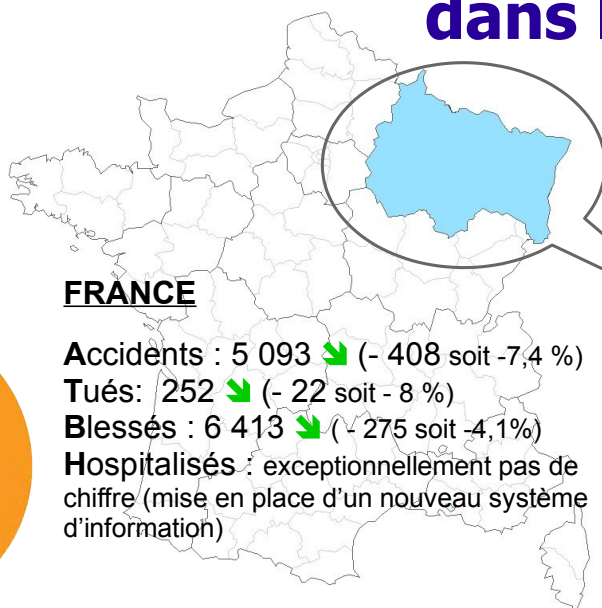 dans l
FRANCE
Accidents : 5 093 (- 408 soit -7,4 %)
Tués: 252 (- 22 soit - 8 %)
Blessés : 6 413 ( - 275 soit -4,1%)
Hospitalisés : exceptionnellement pas de
chiffre (mise en place d’un nouveau système
d’information)